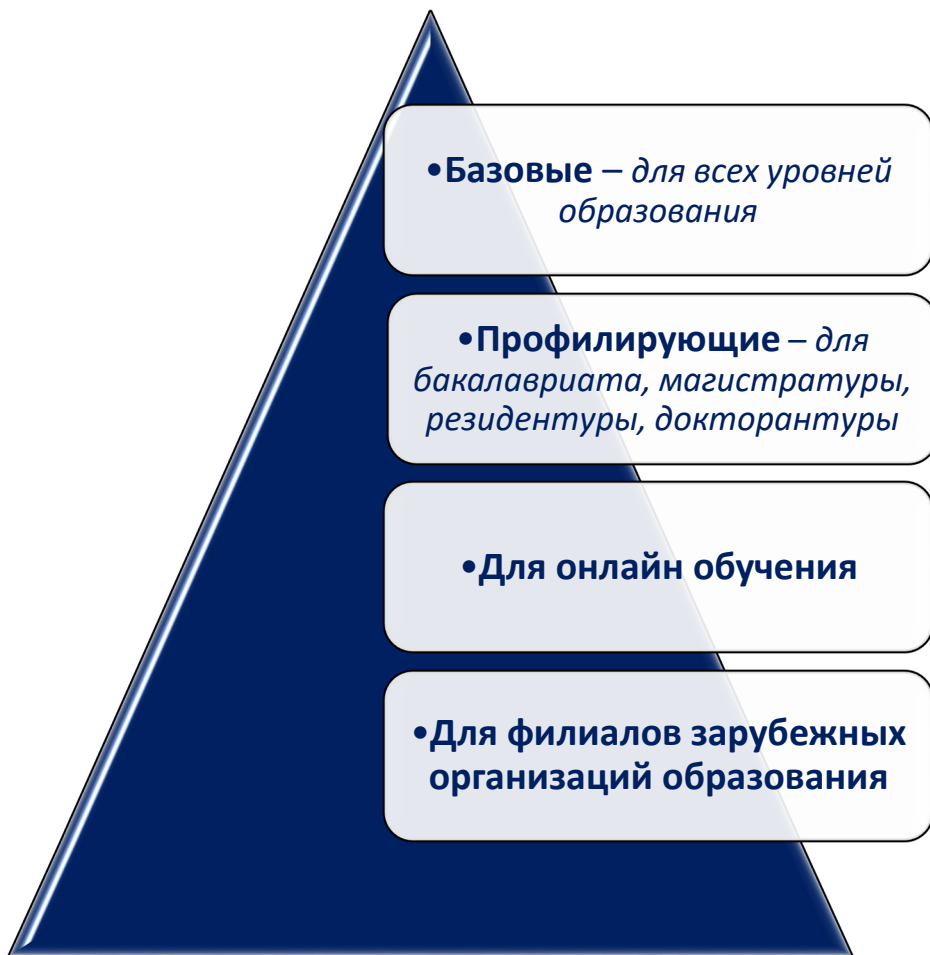 •Базовые – для всех уровней
образования
•Профилирующие – для
бакалавриата, магистратуры,
резидентуры, докторантуры
•Для онлайн обучения
•Для филиалов зарубежных
организаций образования